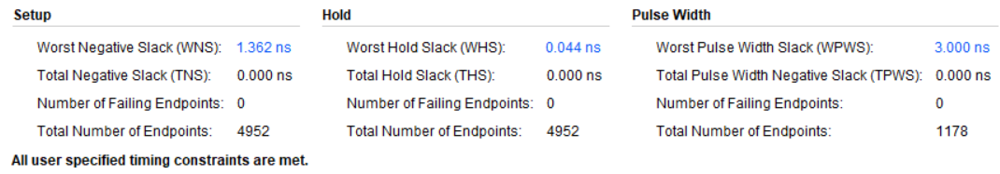 Setup Hold Pulse Width
Worst Negative Slack (WNS): 1.362 ns Worst Hold Slack (WHS): 0.044 ns Worst Pulse Width Slack (WPWS): 3.000 ns
Total Negative Slack (TNS): 0.000 ns Total Hold Slack (THS): 0.000 ns Total Pulse Width Negative Slack (TPWS): 0.000 ns
Number of Failing Endpoints: 0 Number of Failing Endpoints: 0 Number of Failing Endpoints: 0
Total Number of Endpoints: 4952 Total Number of Endpoints: 4952 Total Number of Endpoints: 1178
All user specified timing constraints are met.